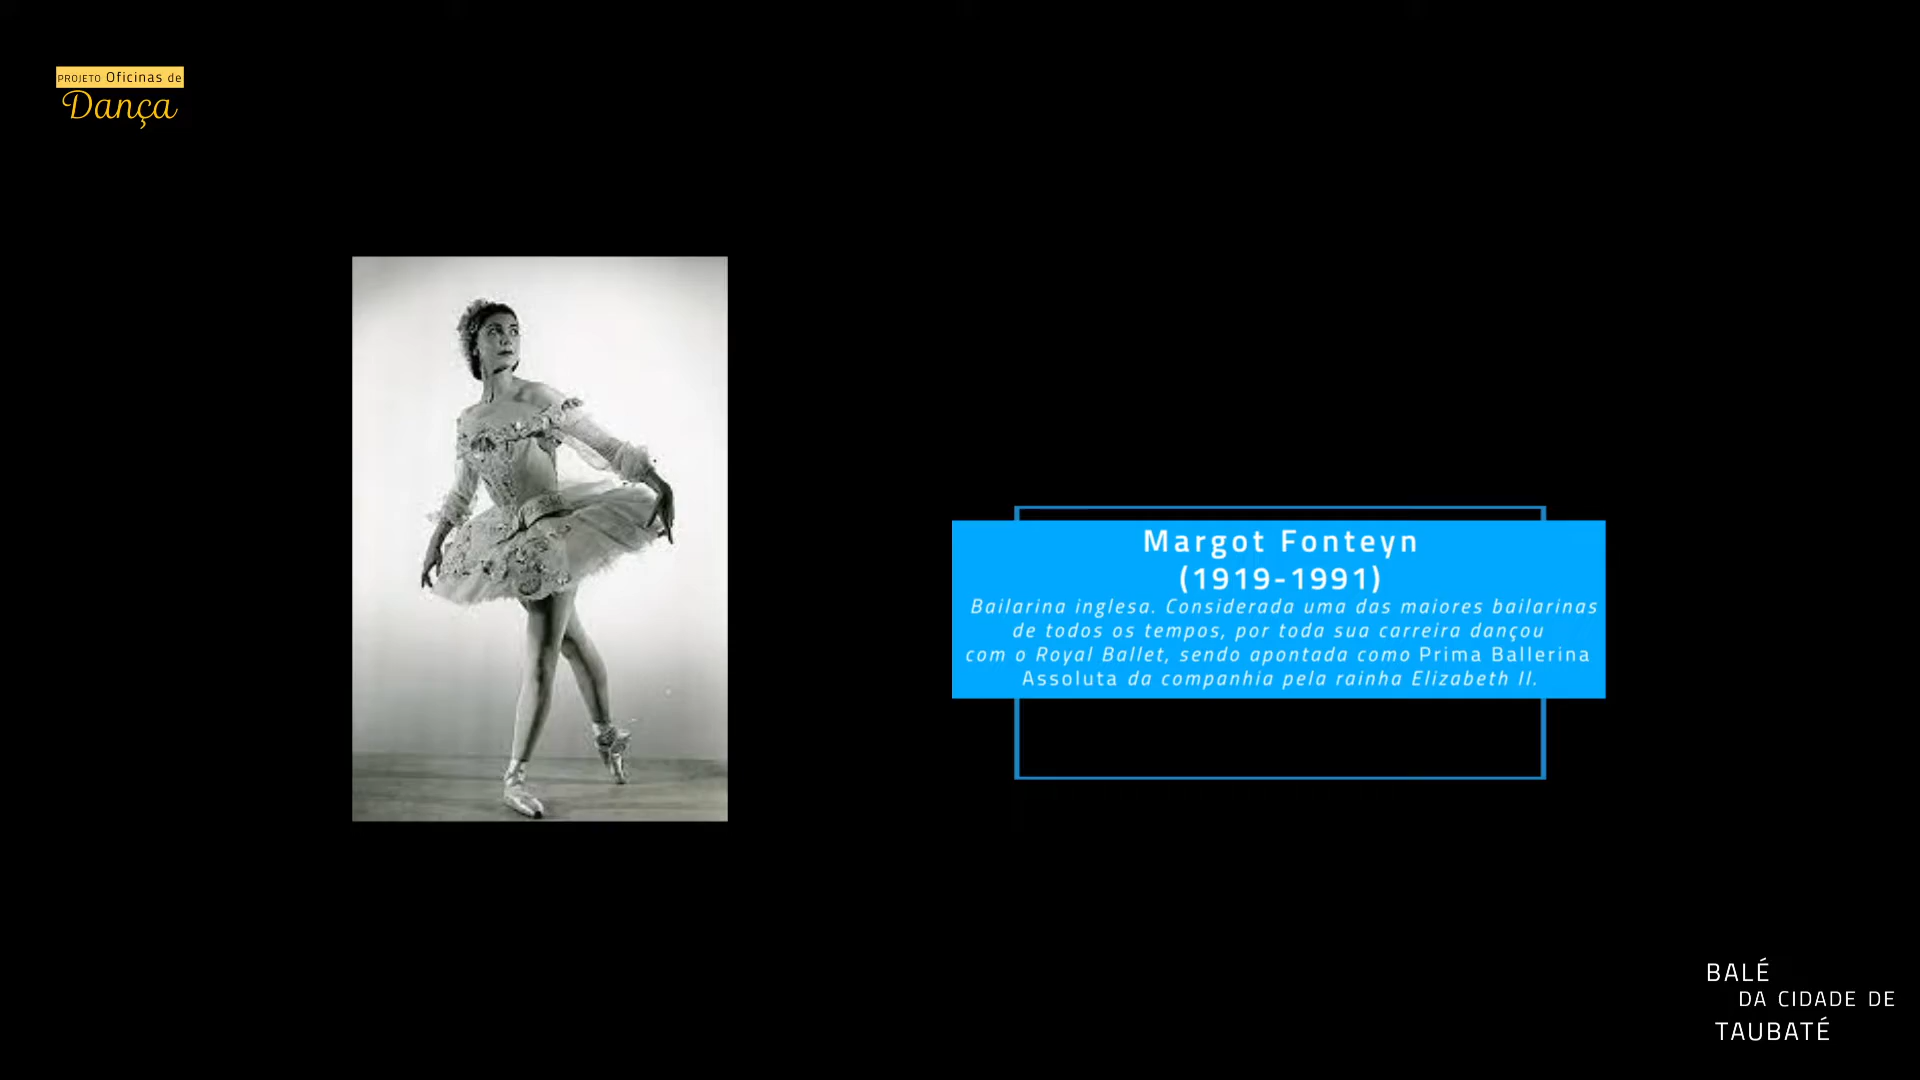 PROJETO Oficinas de
Dança
Margot Fonteyn
(1919-1991)
Bailarina inglesa. Considerada uma das maiores bailarinas
de todos os tempos, por toda sua carreira dançou
com o Royal Ballet, sendo apontada como Prima Ballerina
Assoluta da companhia pela rainha Elizabeth II.
BALÉ
DA CIDADE DE
TAUBATÉ